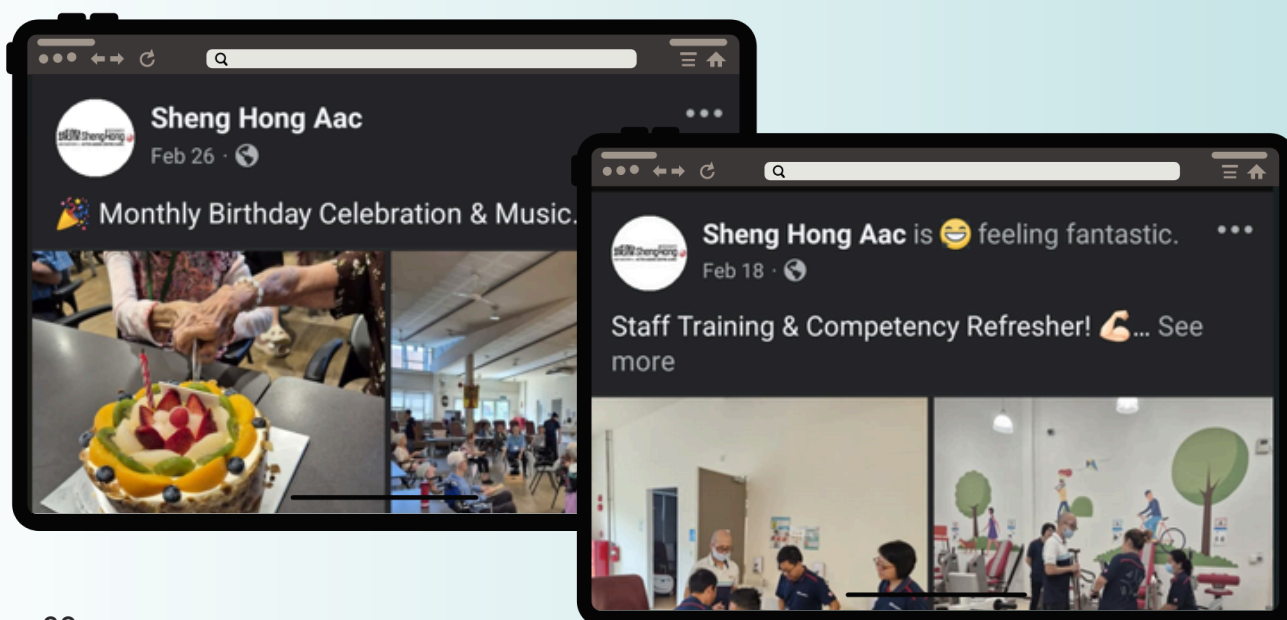 Sheng Hong Aac
Feb 26 ·
🎉 Monthly Birthday Celebration & Music.
Sheng Hong Aac is 😄 feeling fantastic.
Feb 18 ·
Staff Training & Competency Refresher! 💪... See
more